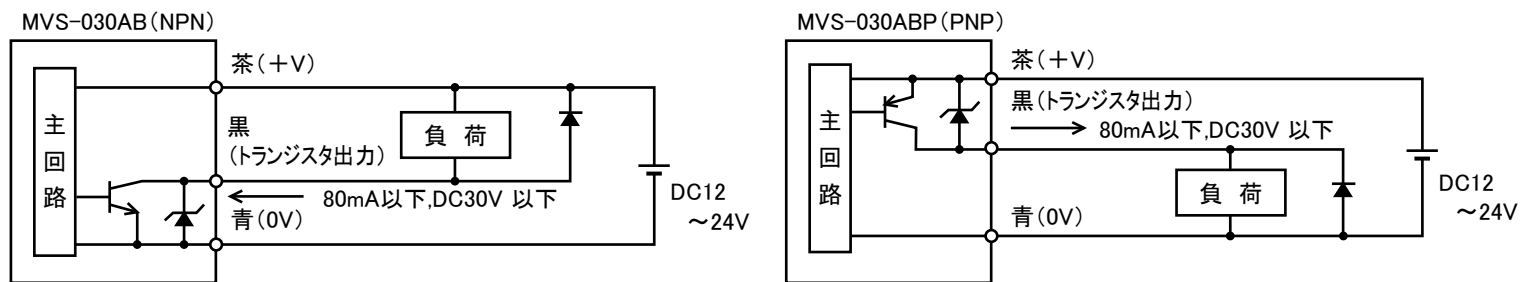 MVS-030AB(NPN)
茶(+V)
主回路
負 荷
黒
(トランジスタ出力)
80mA以下,DC30V 以下
青(0V)
DC12
～24V
MVS-030ABP(PNP)
茶(+V)
黒(トランジスタ出力)
80mA以下,DC30V 以下
主回路
負 荷
青(0V)
DC12
～24V